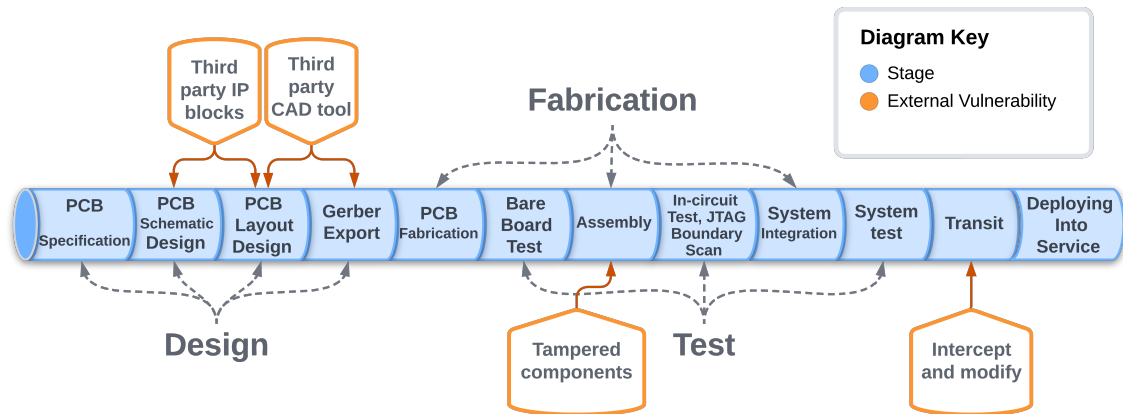 Diagram Key
Stage
External Vulnerability
Third
party IP
blocks
Third
party
CAD tool
Fabrication
PCB
Specification
PCB
Schematic
Design
PCB
Layout
Design
Gerber
Export
PCB
Fabrication
Bare
Board
Test
Assembly
In-circuit
Test, JTAG
Boundary
Scan
System
Integration
System
test
Transit
Deploying
Into
Service
Design
Tampered
components
Test
Intercept
and modify